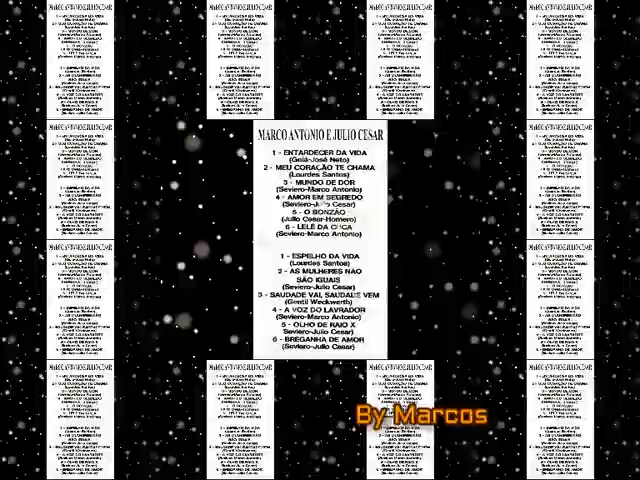 MARCO ANTONIO E JULIO CESAR
1 - ENTARDECER DA VIDA
(Goiá-José Neto)
2 - MEU CORAÇÃO TE CHAMA
(Lourdes Santos)
3 - MUNDO DE DOR
(Seviero-Marco Antonio)
4 - AMOR EM SEGREDO
(Seviero-Julio Cesar)
5 - O BONZÃO
(Julio Cesar-Homero)
6 - LELÉ DA CUCA
(Seviero-Marco Antonio)
1 - ESPELHO DA VIDA
(Lourdes Santos)
2 - AS MULHERES NÃO
SÃO IGUAIS
(Seviero-Julio Cesar)
3 - SAUDADE VAI, SAUDADE VEM
(Gentil Weckwerth)
4 - A VOZ DO LAVRADOR
(Seviero-Marco Antonio)
5 - OLHO DE RAIO X
(Seviero-Julio Cesar)
6 - BREGANHA DE AMOR
(Seviero-Julio Cesar)
By Marcos